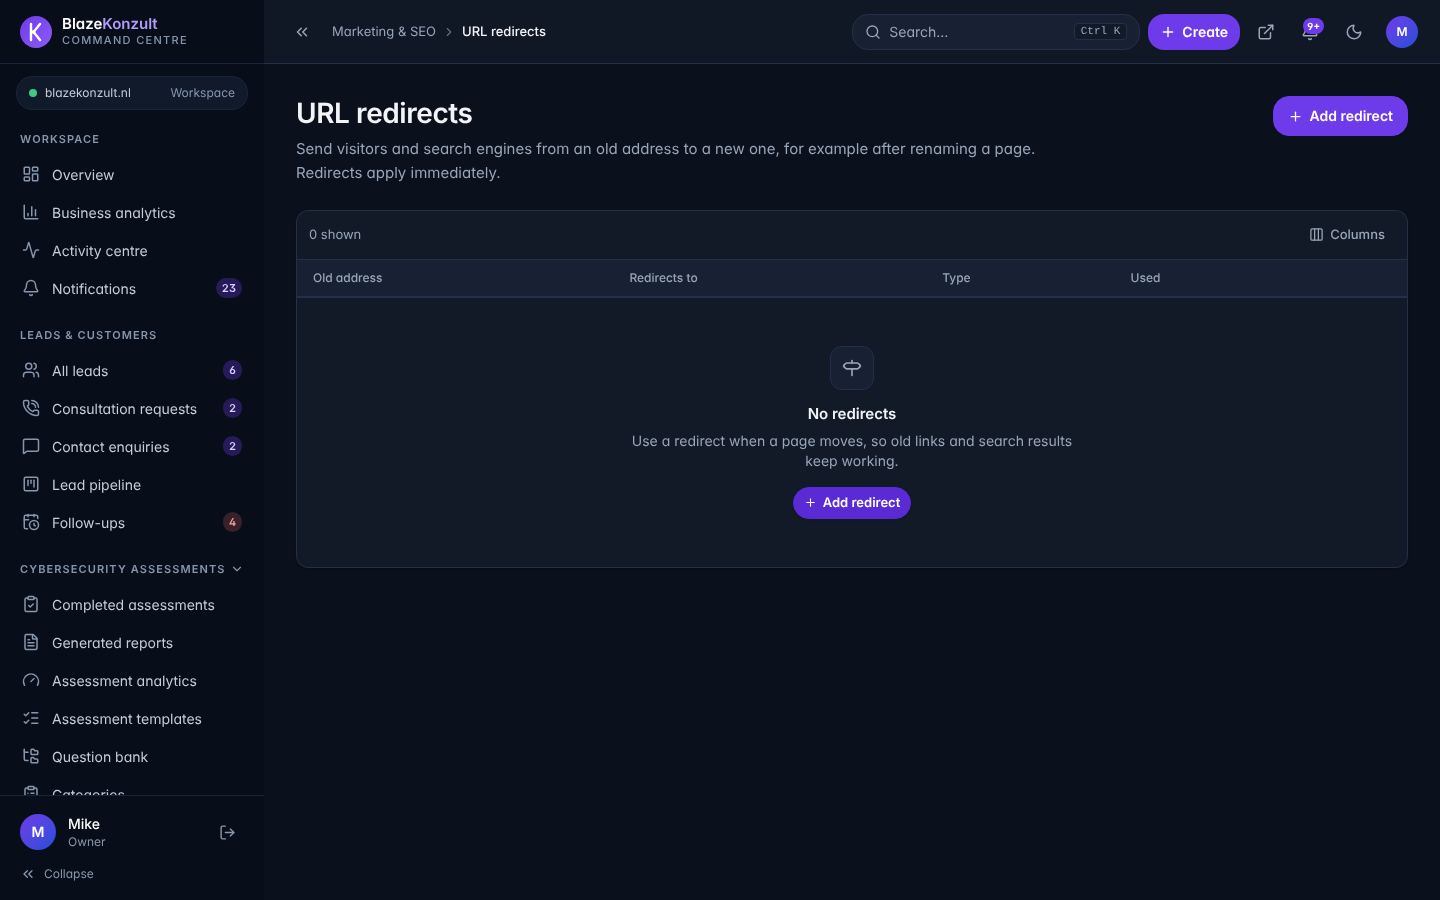 BlazeKonzult
COMMAND CENTRE
Marketing & SEO > URL redirects
Search...
Ctrl K
+ Create
9+
M
blazekonzult.nl
Workspace
WORKSPACE
Overview
Business analytics
Activity centre
Notifications
23
LEADS & CUSTOMERS
All leads
6
Consultation requests
2
Contact enquiries
2
Lead pipeline
Follow-ups
4
CYBERSECURITY ASSESSMENTS
Completed assessments
Generated reports
Assessment analytics
Assessment templates
Question bank
Categories
M
Mike
Owner
Collapse
URL redirects
+ Add redirect
Send visitors and search engines from an old address to a new one, for example after renaming a page.
Redirects apply immediately.
0 shown
Columns
Old address
Redirects to
Type
Used
No redirects
Use a redirect when a page moves, so old links and search results
keep working.
+ Add redirect